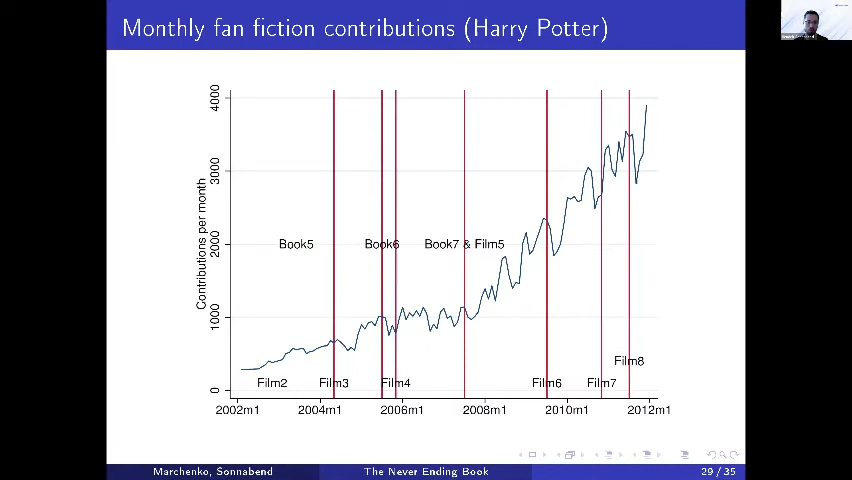 Monthly fan fiction contributions (Harry Potter)
Contributions per month
4000
3000
2000
1000
0
Book5
Book6
Book7 & Film5
Film2
Film3
Film4
Film6
Film7
Film8
2002m1
2004m1
2006m1
2008m1
2010m1
2012m1
Marchenko, Sonnabend
The Never Ending Book
29 / 35